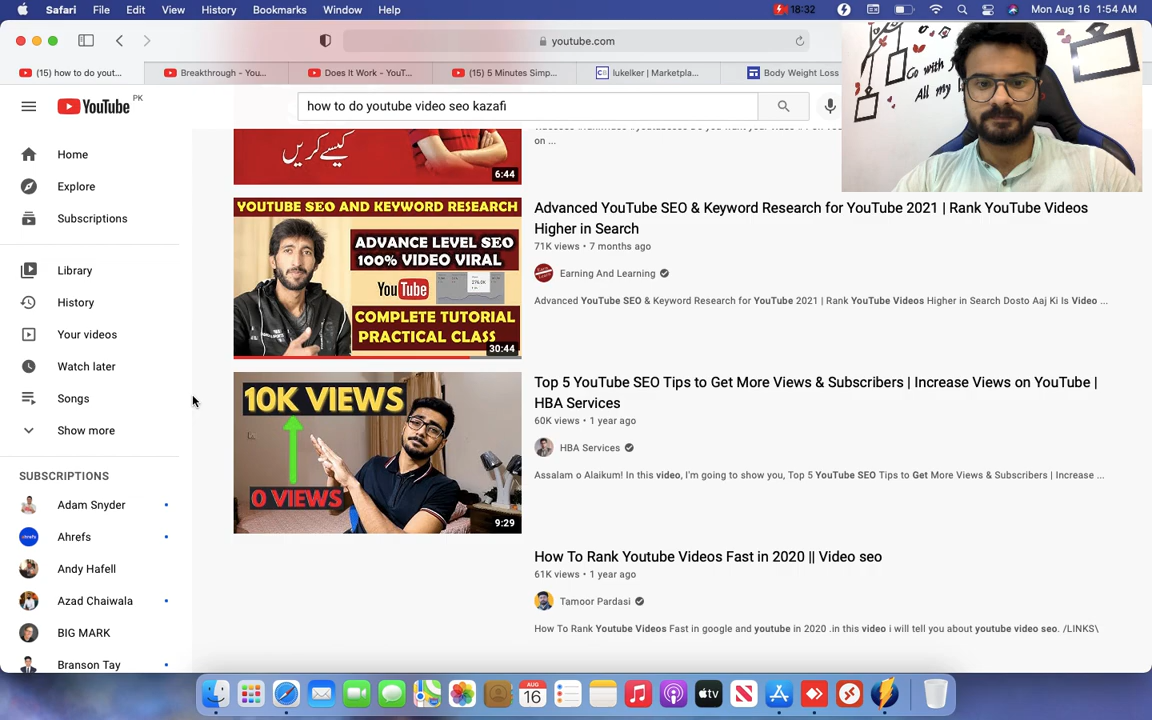 Safari File Edit View History Bookmarks Window Help
18:32
Mon Aug 16 1:54 AM
youtube.com
(15) how to do yout...
Breakthrough - You...
Does It Work - YouT...
(15) 5 Minutes Simp...
lukelker | Marketpla...
Body Weight Loss
Go with
All my
YouTube PK
how to do youtube video seo kazafi
Home
Explore
Subscriptions
Library
History
Your videos
Watch later
Songs
Show more
SUBSCRIPTIONS
Adam Snyder
Ahrefs
Andy Hafell
Azad Chaiwala
BIG MARK
Branson Tay
on ...
کیسے کریں
6:44
YOUTUBE SEO AND KEYWORD RESEARCH
ADVANCE LEVEL SEO
100% VIDEO VIRAL
YouTube
COMPLETE TUTORIAL
PRACTICAL CLASS
30:44
Advanced YouTube SEO & Keyword Research for YouTube 2021 | Rank YouTube Videos
Higher in Search
71K views • 7 months ago
Earning And Learning
Advanced YouTube SEO & Keyword Research for YouTube 2021 | Rank YouTube Videos Higher in Search Dosto Aaj Ki Is Video ...
10K VIEWS
0 VIEWS
9:29
Top 5 YouTube SEO Tips to Get More Views & Subscribers | Increase Views on YouTube |
HBA Services
60K views • 1 year ago
HBA Services
Assalam o Alaikum! In this video, I'm going to show you, Top 5 YouTube SEO Tips to Get More Views & Subscribers | Increase ...
How To Rank Youtube Videos Fast in 2020 || Video seo
61K views • 1 year ago
Tamoor Pardasi
How To Rank Youtube Videos Fast in google and youtube in 2020 .in this video i will tell you about youtube video seo. /LINKS\
AUG
16
tv